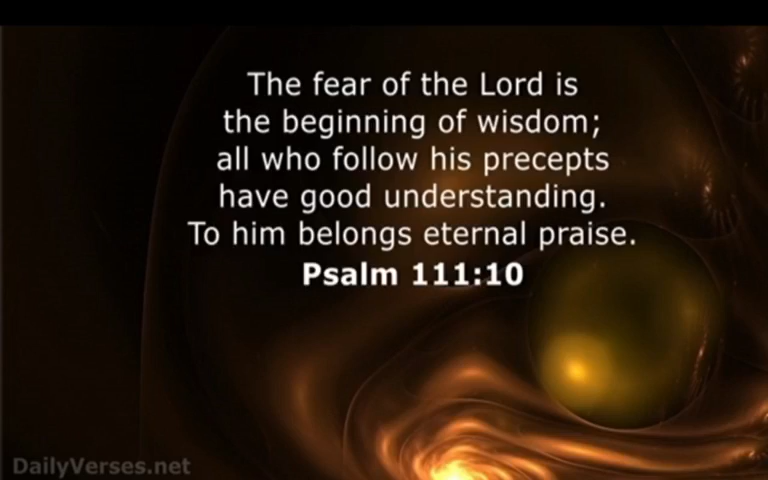 The fear of the Lord is
the beginning of wisdom;
all who follow his precepts
have good understanding.
To him belongs eternal praise.
Psalm 111:10
DailyVerses.net